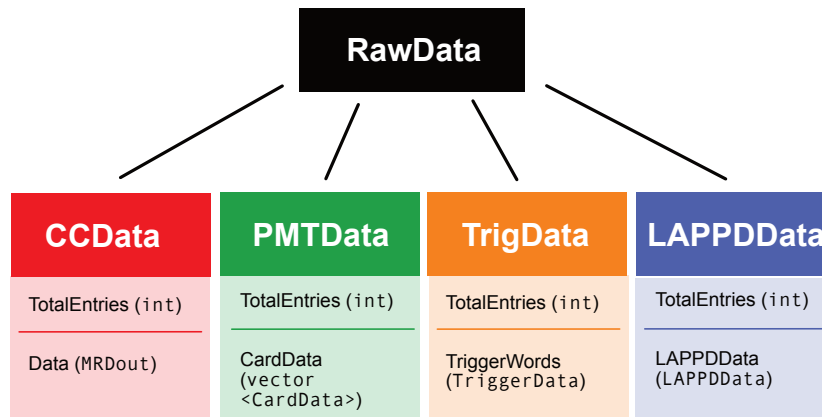 RawData
CCData
TotalEntries (int)
Data (MRDout)
PMTData
TotalEntries (int)
CardData
(vector
<CardData>)
TrigData
TotalEntries (int)
TriggerWords
(TriggerData)
LAPPDData
TotalEntries (int)
LAPPDData
(LAPPDData)